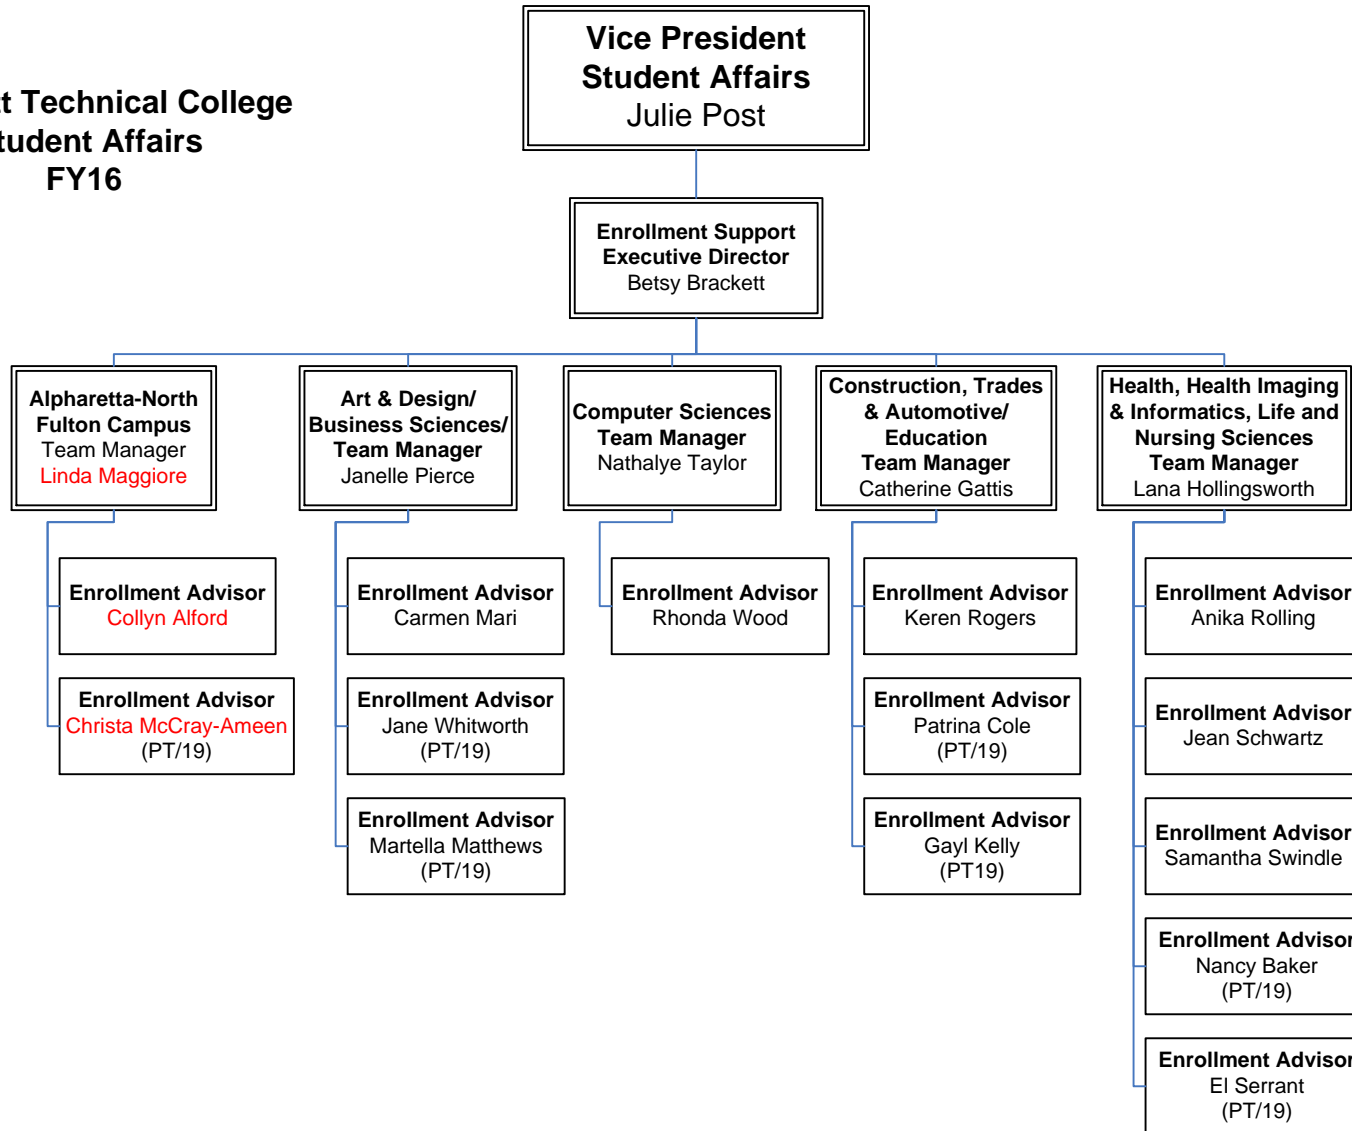 Vice President
Student Affairs
Julie Post
Technical College
Affairs
FY16
Enrollment Support
Executive Director
Betsy Brackett
Alpharetta-North
Fulton Campus
Team Manager
Linda Maggiore
Art & Design/
Business Sciences/
Team Manager
Janelle Pierce
Computer Sciences
Team Manager
Nathalye Taylor
Construction, Trades
& Automotive/
Education
Team Manager
Catherine Gattis
Health, Health Imaging
& Informatics, Life and
Nursing Sciences
Team Manager
Lana Hollingsworth
Enrollment Advisor
Collyn Alford
Enrollment Advisor
Christa McCray-Ameen
(PT/19)
Enrollment Advisor
Carmen Mari
Enrollment Advisor
Jane Whitworth
(PT/19)
Enrollment Advisor
Martella Matthews
(PT/19)
Enrollment Advisor
Rhonda Wood
Enrollment Advisor
Keren Rogers
Enrollment Advisor
Patrina Cole
(PT/19)
Enrollment Advisor
Gayl Kelly
(PT19)
Enrollment Advisor
Anika Rolling
Enrollment Advisor
Jean Schwartz
Enrollment Advisor
Samantha Swindle
Enrollment Advisor
Nancy Baker
(PT/19)
Enrollment Advisor
El Serrant
(PT/19)